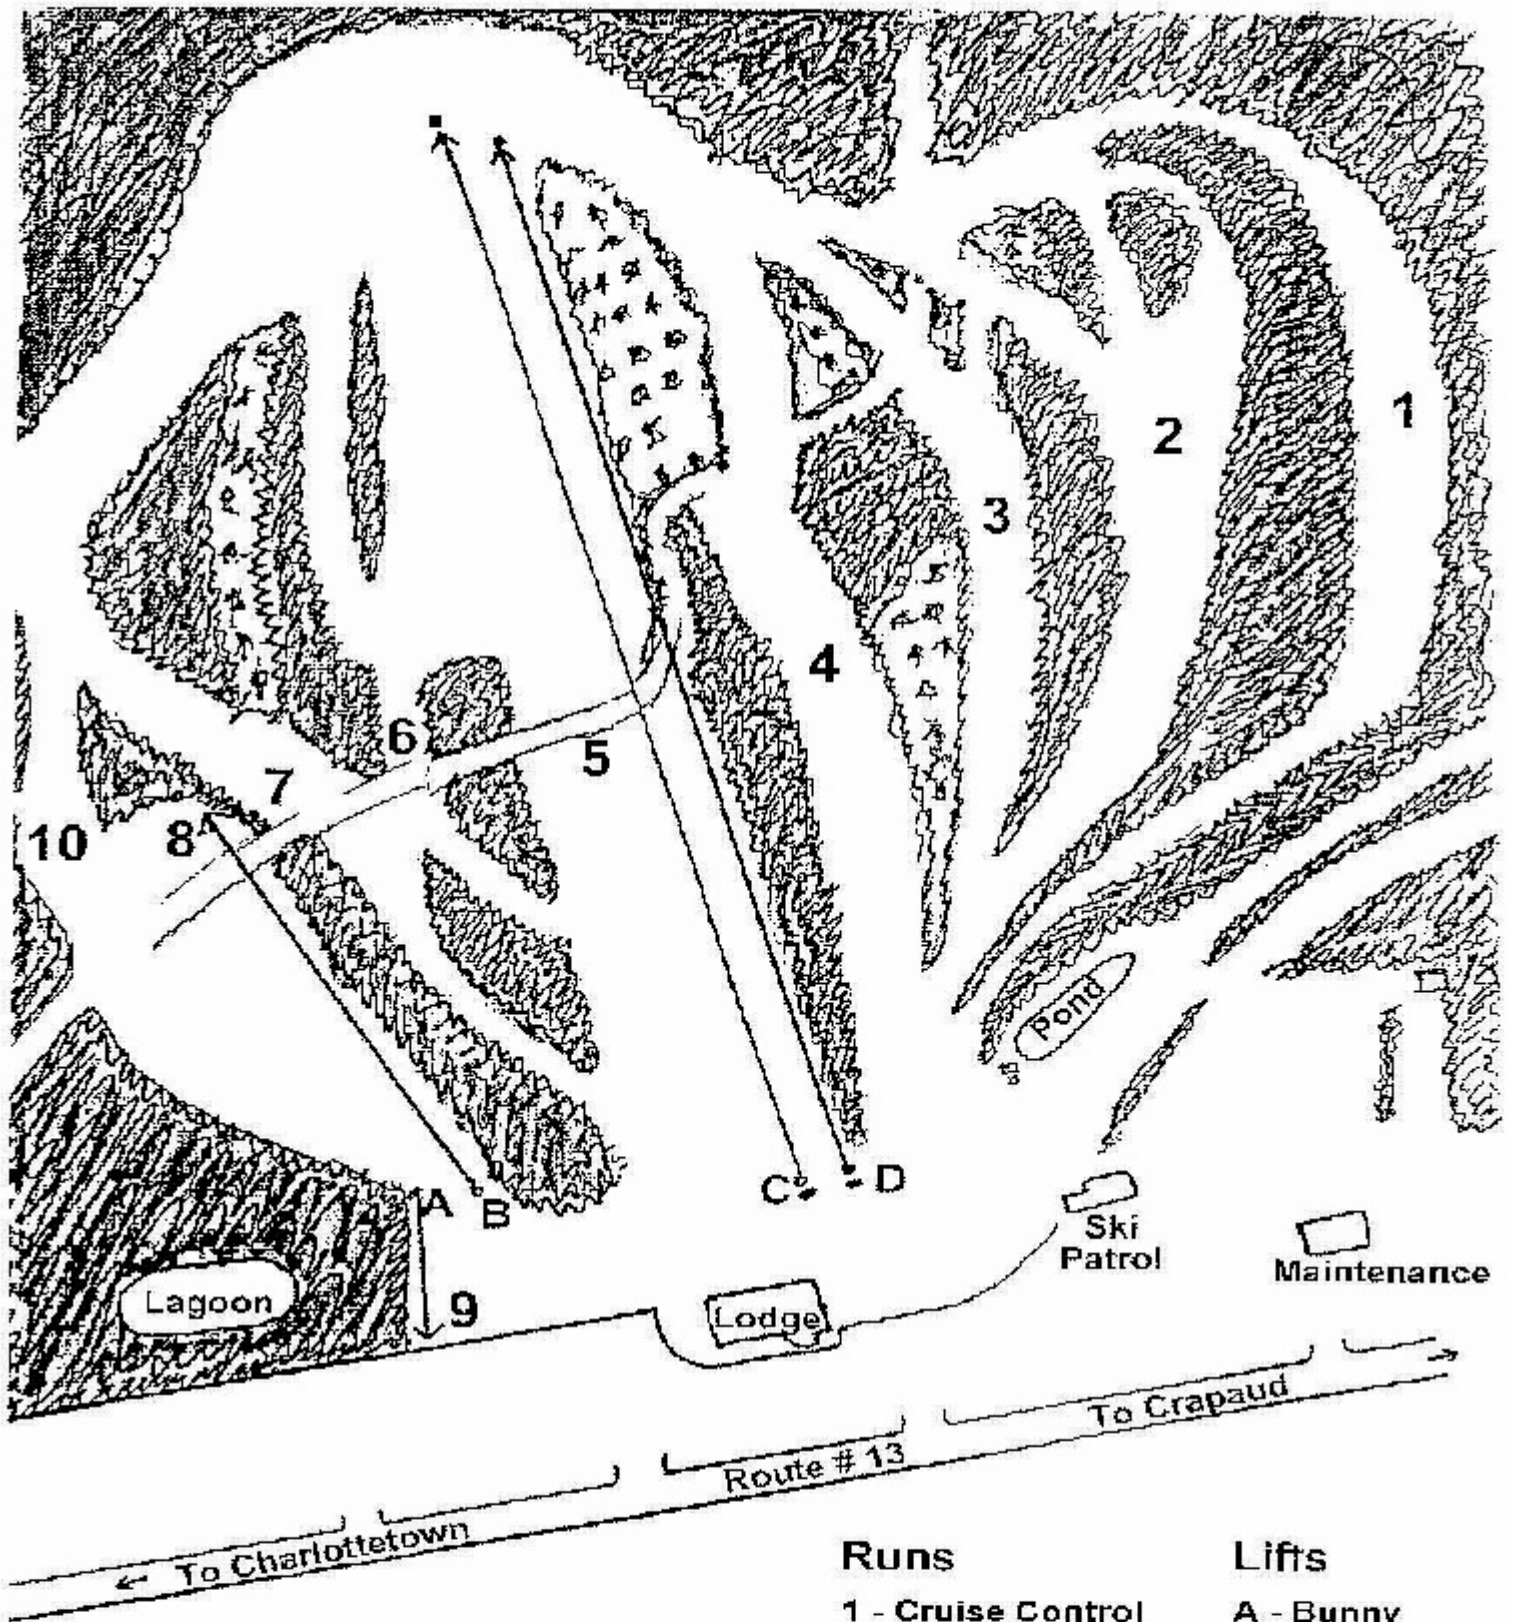 1
2
3
4
6
5
7
8
10
Pond
C
D
A
B
Ski
Patrol
Maintenance
Lagoon
9
Lodge
To Crapaud
Route # 13
To Charlottetown
Runs
Lifts
1 - Cruise Control
A - Bunny